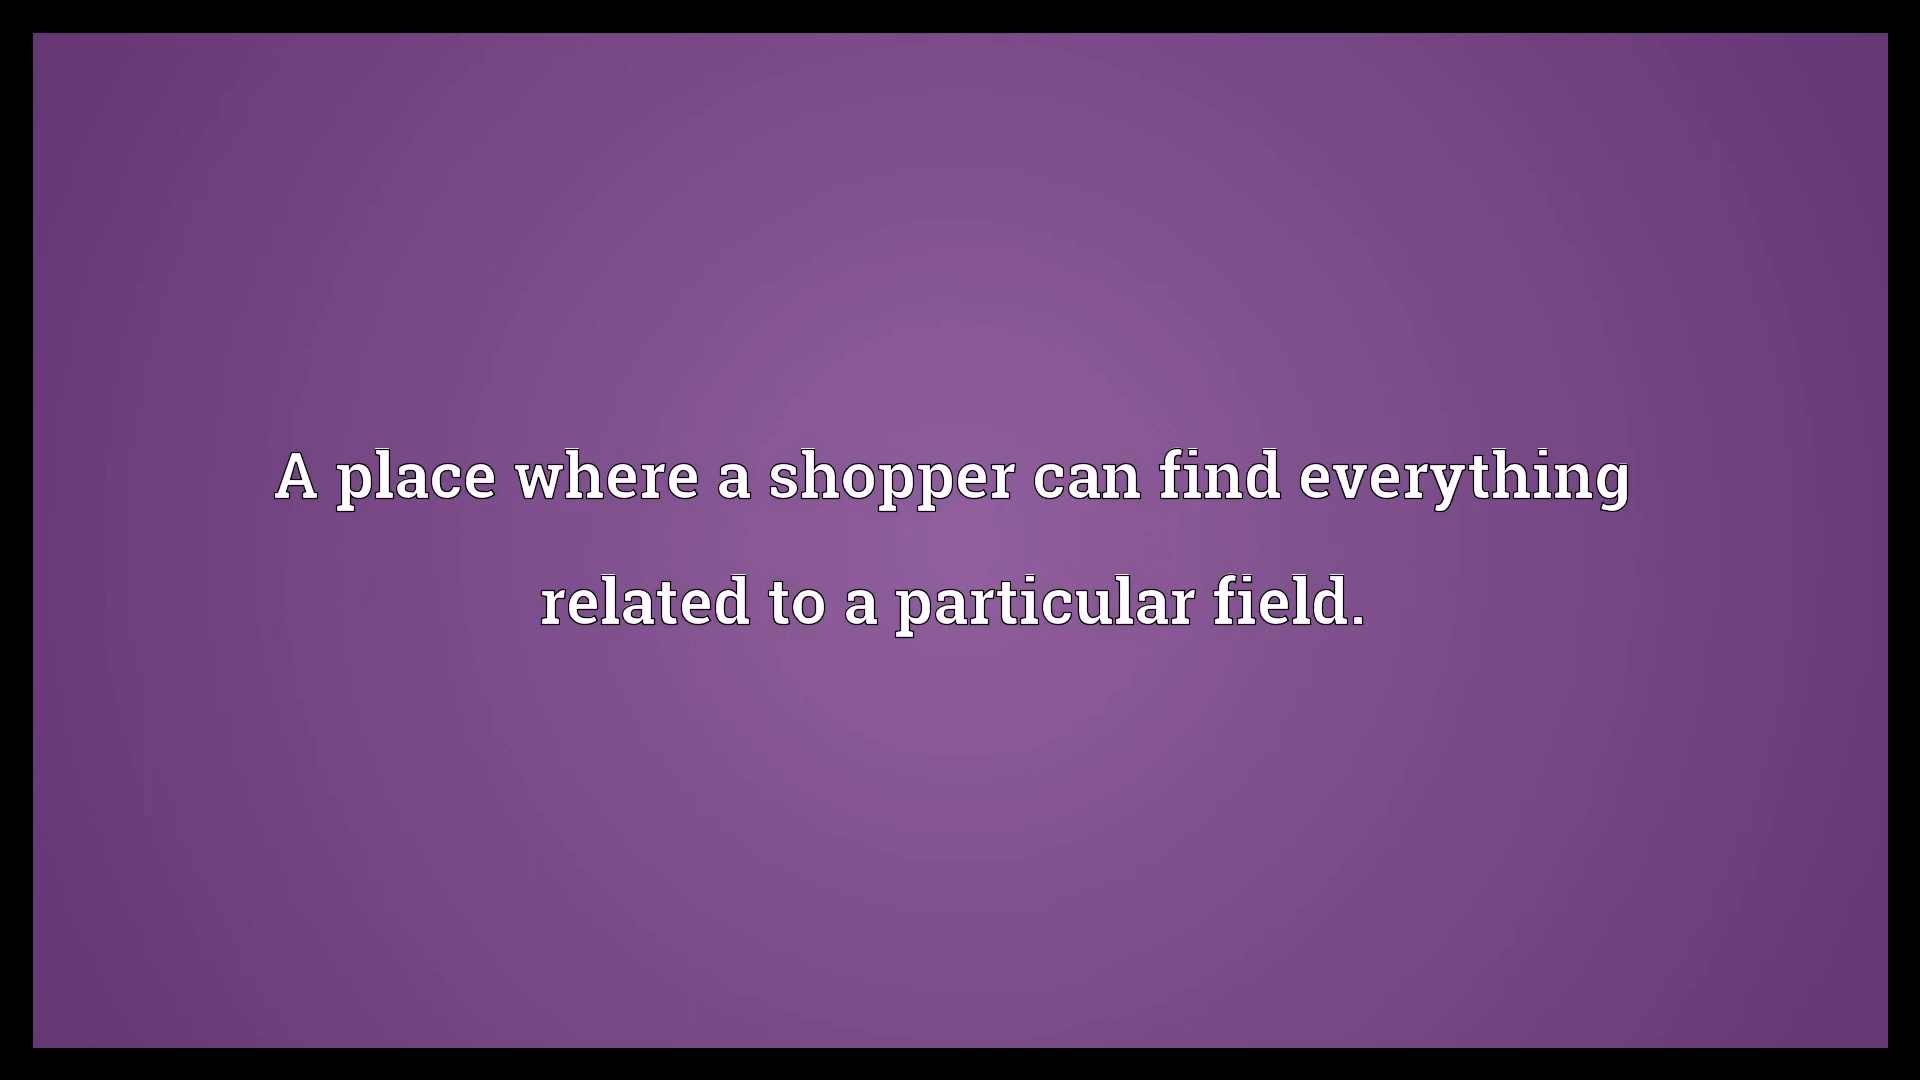 A place where a shopper can find everything
related to a particular field.